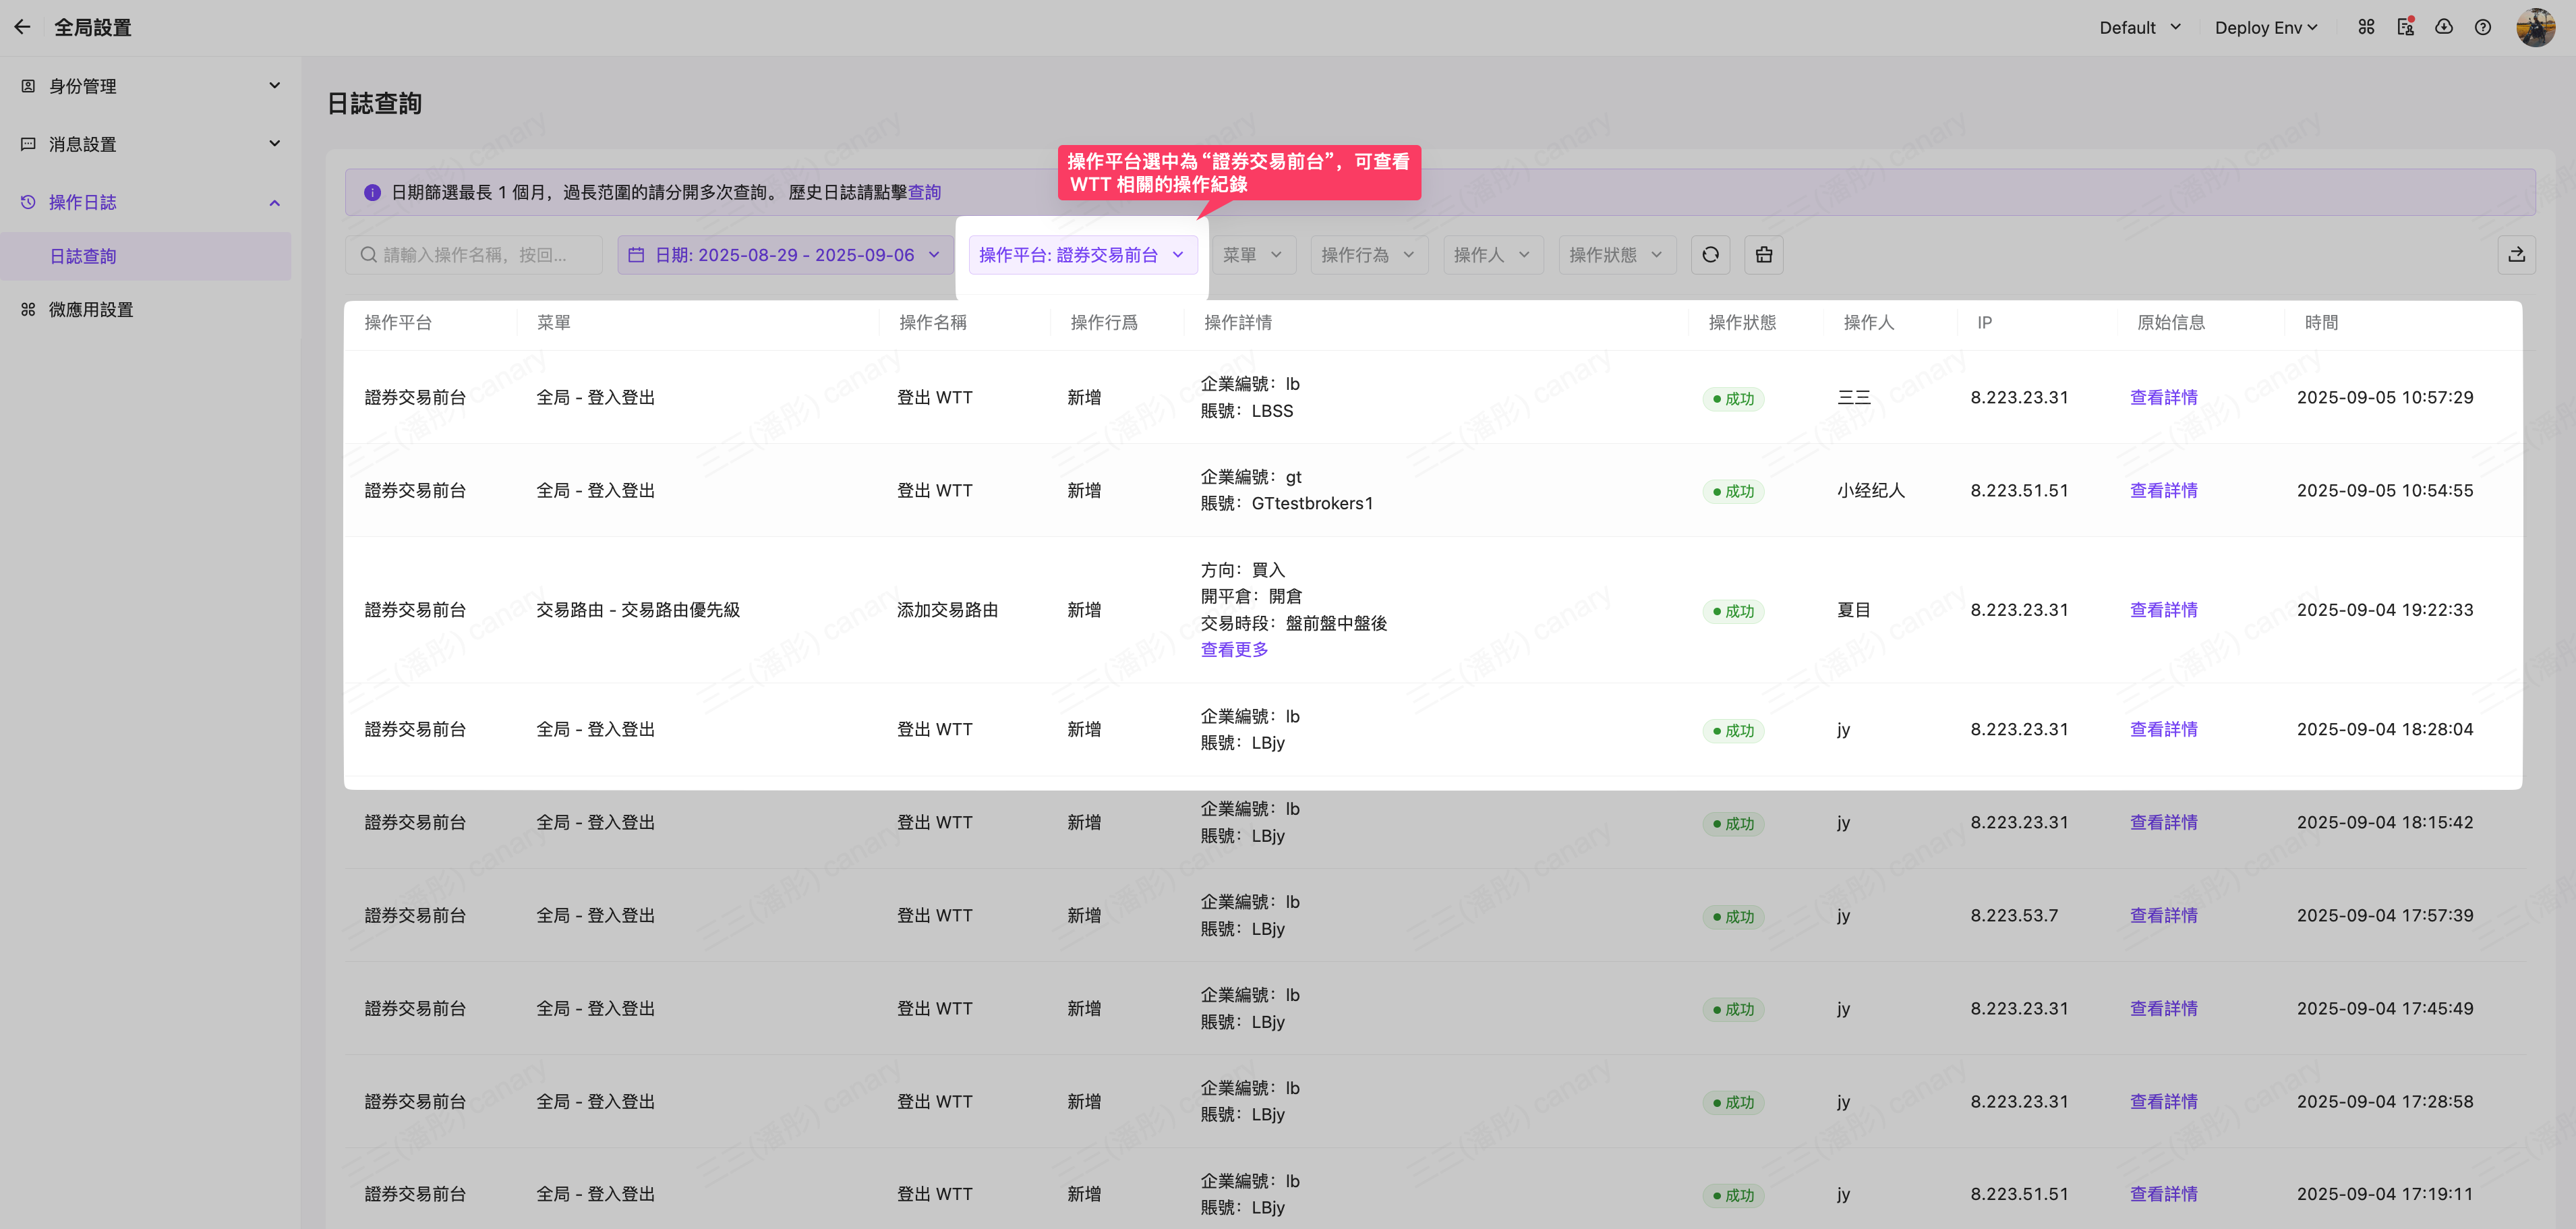 全局設置
Default
Deploy Env
身份管理
消息設置
操作日誌
日誌查詢
微應用設置
日誌查詢
操作平台選中為“證券交易前台”，可查看
WTT 相關的操作紀錄
日期篩選最長 1 個月，過長范圍的請分開多次查詢。 歷史日誌請點擊查詢
請輸入操作名稱，按回...
日期: 2025-08-29 - 2025-09-06
操作平台: 證券交易前台
菜單
操作行為
操作人
操作狀態
操作平台 菜單 操作名稱 操作行爲 操作詳情 操作狀態 操作人 IP 原始信息 時間
證券交易前台 全局 - 登入登出 登出 WTT 新增
企業編號：lb
賬號：LBSS
成功 三三 8.223.23.31 查看詳情 2025-09-05 10:57:29
證券交易前台 全局 - 登入登出 登出 WTT 新增
企業編號：gt
賬號：GTtestbrokers1
成功 小经纪人 8.223.51.51 查看詳情 2025-09-05 10:54:55
證券交易前台 交易路由 - 交易路由優先級 添加交易路由 新增
方向：買入
開平倉：開倉
交易時段：盤前盤中盤後
查看更多
成功 夏目 8.223.23.31 查看詳情 2025-09-04 19:22:33
證券交易前台 全局 - 登入登出 登出 WTT 新增
企業編號：lb
賬號：LBjy
成功 jy 8.223.23.31 查看詳情 2025-09-04 18:28:04
證券交易前台 全局 - 登入登出 登出 WTT 新增
企業編號：lb
賬號：LBjy
成功 jy 8.223.23.31 查看詳情 2025-09-04 18:15:42
證券交易前台 全局 - 登入登出 登出 WTT 新增
企業編號：lb
賬號：LBjy
成功 jy 8.223.53.7 查看詳情 2025-09-04 17:57:39
證券交易前台 全局 - 登入登出 登出 WTT 新增
企業編號：lb
賬號：LBjy
成功 jy 8.223.23.31 查看詳情 2025-09-04 17:45:49
證券交易前台 全局 - 登入登出 登出 WTT 新增
企業編號：lb
賬號：LBjy
成功 jy 8.223.23.31 查看詳情 2025-09-04 17:28:58
證券交易前台 全局 - 登入登出 登出 WTT 新增
企業編號：lb
賬號：LBjy
成功 jy 8.223.51.51 查看詳情 2025-09-04 17:19:11
三三(潘彤) canary